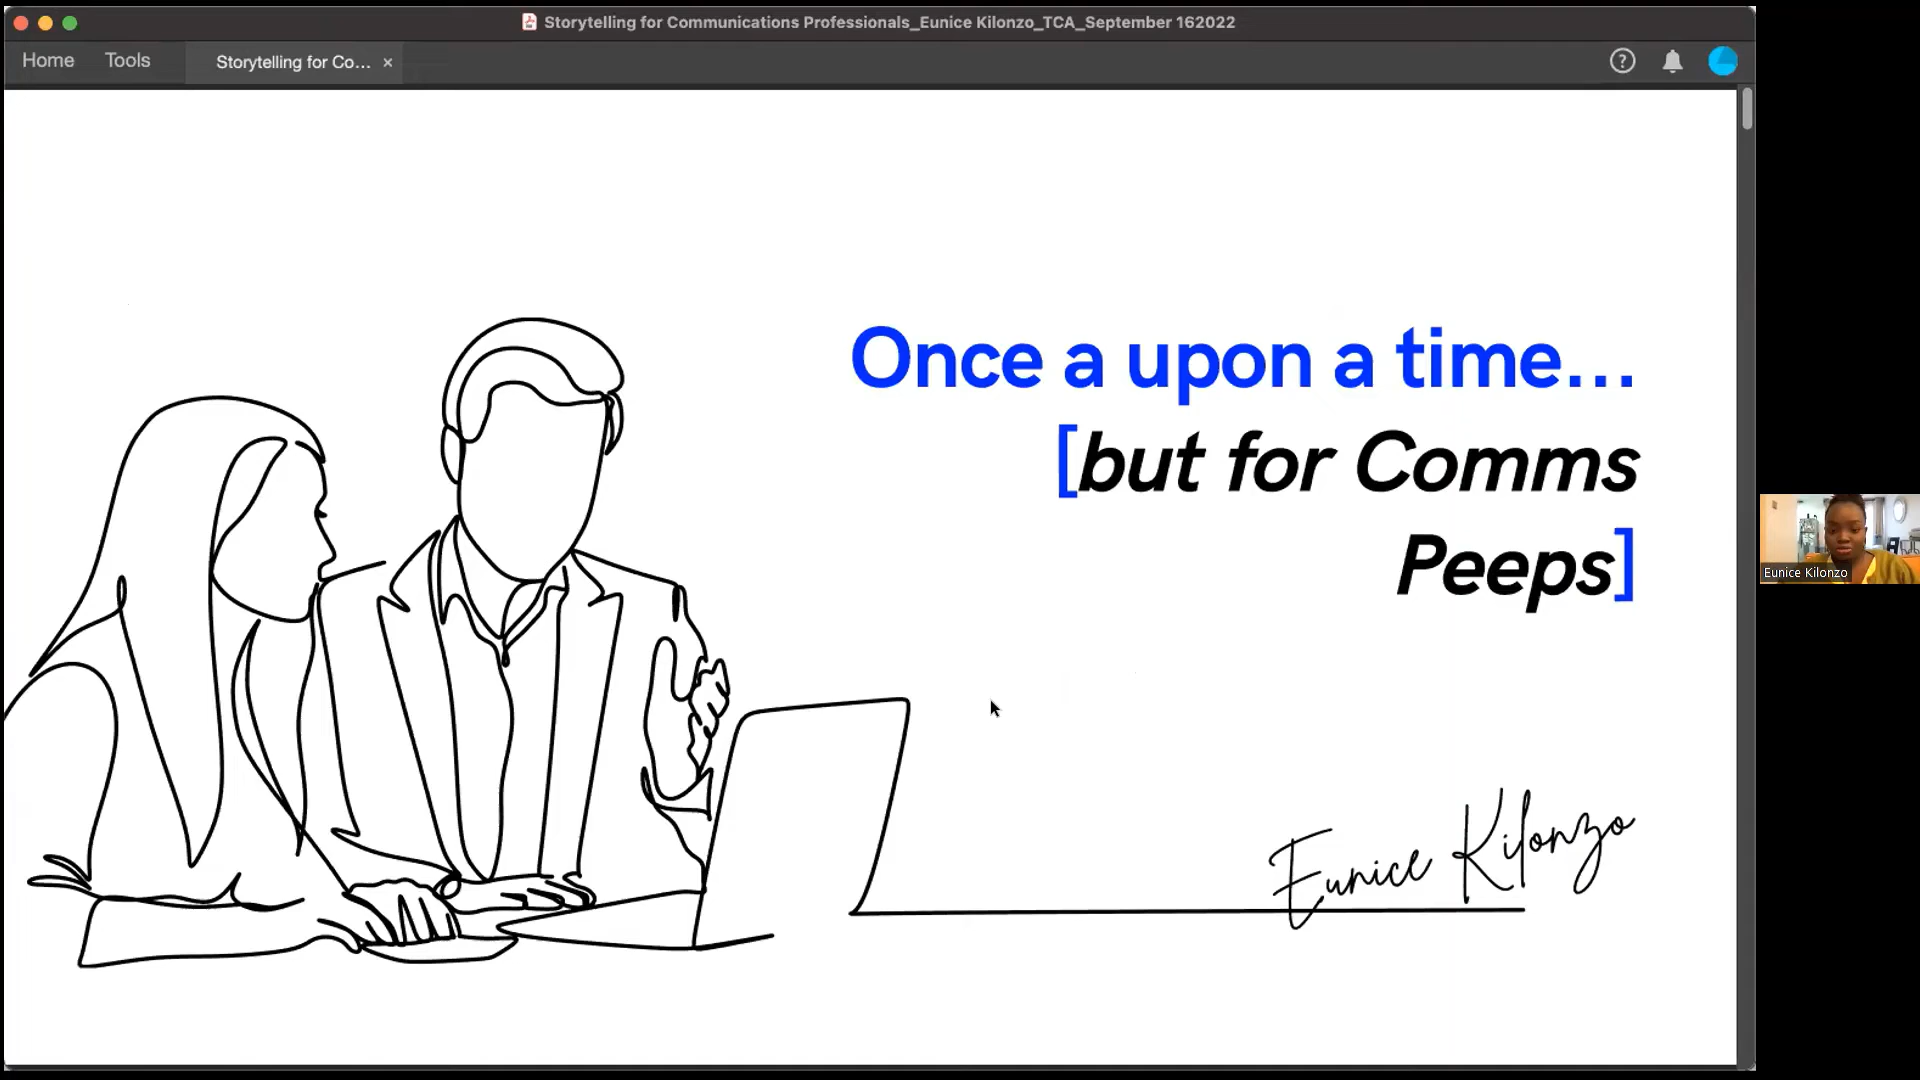 Storytelling for Communications Professionals_Eunice Kilonzo_TCA_September 162022
Home Tools Storytelling for Co... ×
Once a upon a time...
[but for Comms
Peeps]
Eunice Kilonzo
Eunice Kilonzo